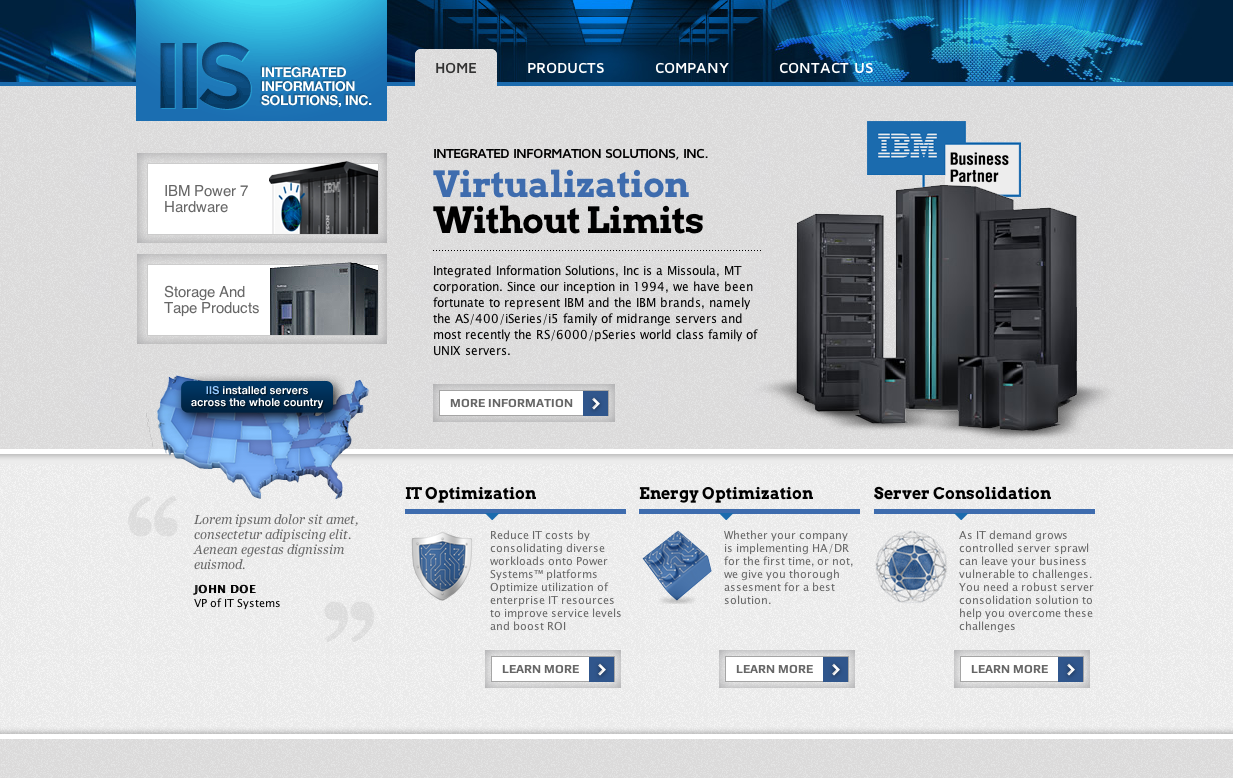 IIS
INTEGRATED
INFORMATION
SOLUTIONS, INC.
HOME
PRODUCTS
COMPANY
CONTACT US
IBM Power 7
Hardware
IBM
Storage And
Tape Products
IIS installed servers
across the whole country
INTEGRATED INFORMATION SOLUTIONS, INC.
Virtualization
Without Limits
Integrated Information Solutions, Inc is a Missoula, MT
corporation. Since our inception in 1994, we have been
fortunate to represent IBM and the IBM brands, namely
the AS/400/iSeries/i5 family of midrange servers and
most recently the RS/6000/pSeries world class family of
UNIX servers.
MORE INFORMATION
IBM
Business
Partner
Lorem ipsum dolor sit amet,
consectetur adipiscing elit.
Aenean egestas dignissim
euismod.
JOHN DOE
VP of IT Systems
IT Optimization
Reduce IT costs by
consolidating diverse
workloads onto Power
Systems™ platforms
Optimize utilization of
enterprise IT resources
to improve service levels
and boost ROI
LEARN MORE
Energy Optimization
Whether your company
is implementing HA/DR
for the first time, or not,
we give you thorough
assesment for a best
solution.
LEARN MORE
Server Consolidation
As IT demand grows
controlled server sprawl
can leave your business
vulnerable to challenges.
You need a robust server
consolidation solution to
help you overcome these
challenges
LEARN MORE